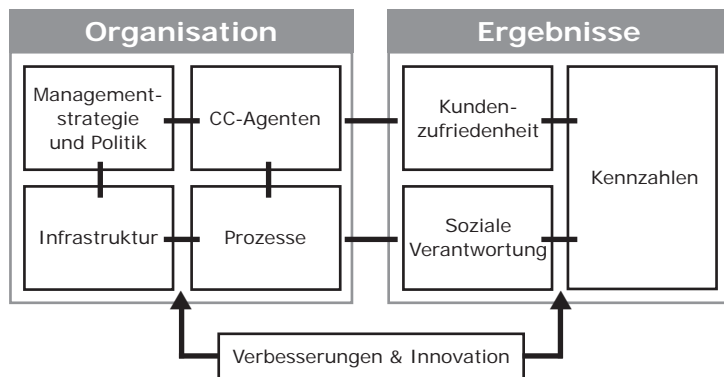 Organisation
Management-
strategie
und Politik
CC-Agenten
Infrastruktur
Prozesse
Ergebnisse
Kunden-
zufriedenheit
Soziale
Verantwortung
Kennzahlen
Verbesserungen & Innovation